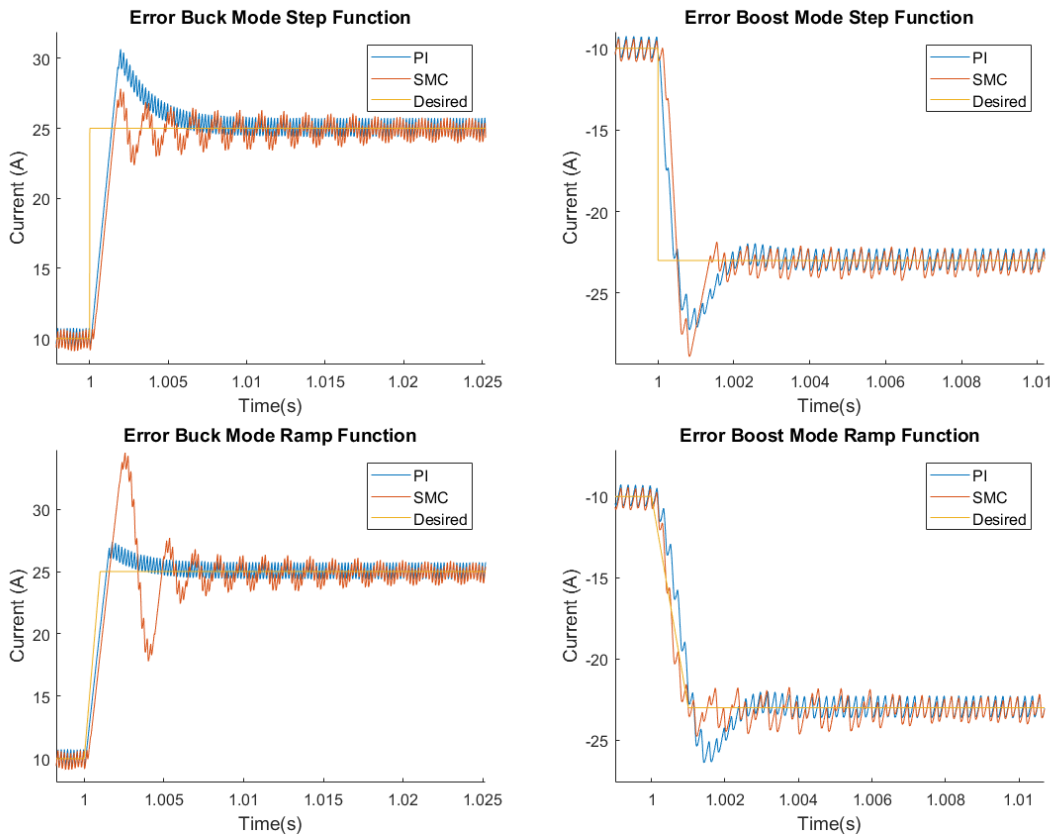 Error Buck Mode Step Function
30
25
20
15
10
1
1.005
1.01
1.015
1.02
1.025
Current (A)
Time(s)
PI
SMC
Desired
Error Boost Mode Step Function
-10
-15
-20
-25
1
1.002
1.004
1.006
1.008
1.01
Current (A)
Time(s)
PI
SMC
Desired
Error Buck Mode Ramp Function
30
25
20
15
10
1
1.005
1.01
1.015
1.02
1.025
Current (A)
Time(s)
PI
SMC
Desired
Error Boost Mode Ramp Function
-10
-15
-20
-25
1
1.002
1.004
1.006
1.008
1.01
Current (A)
Time(s)
PI
SMC
Desired